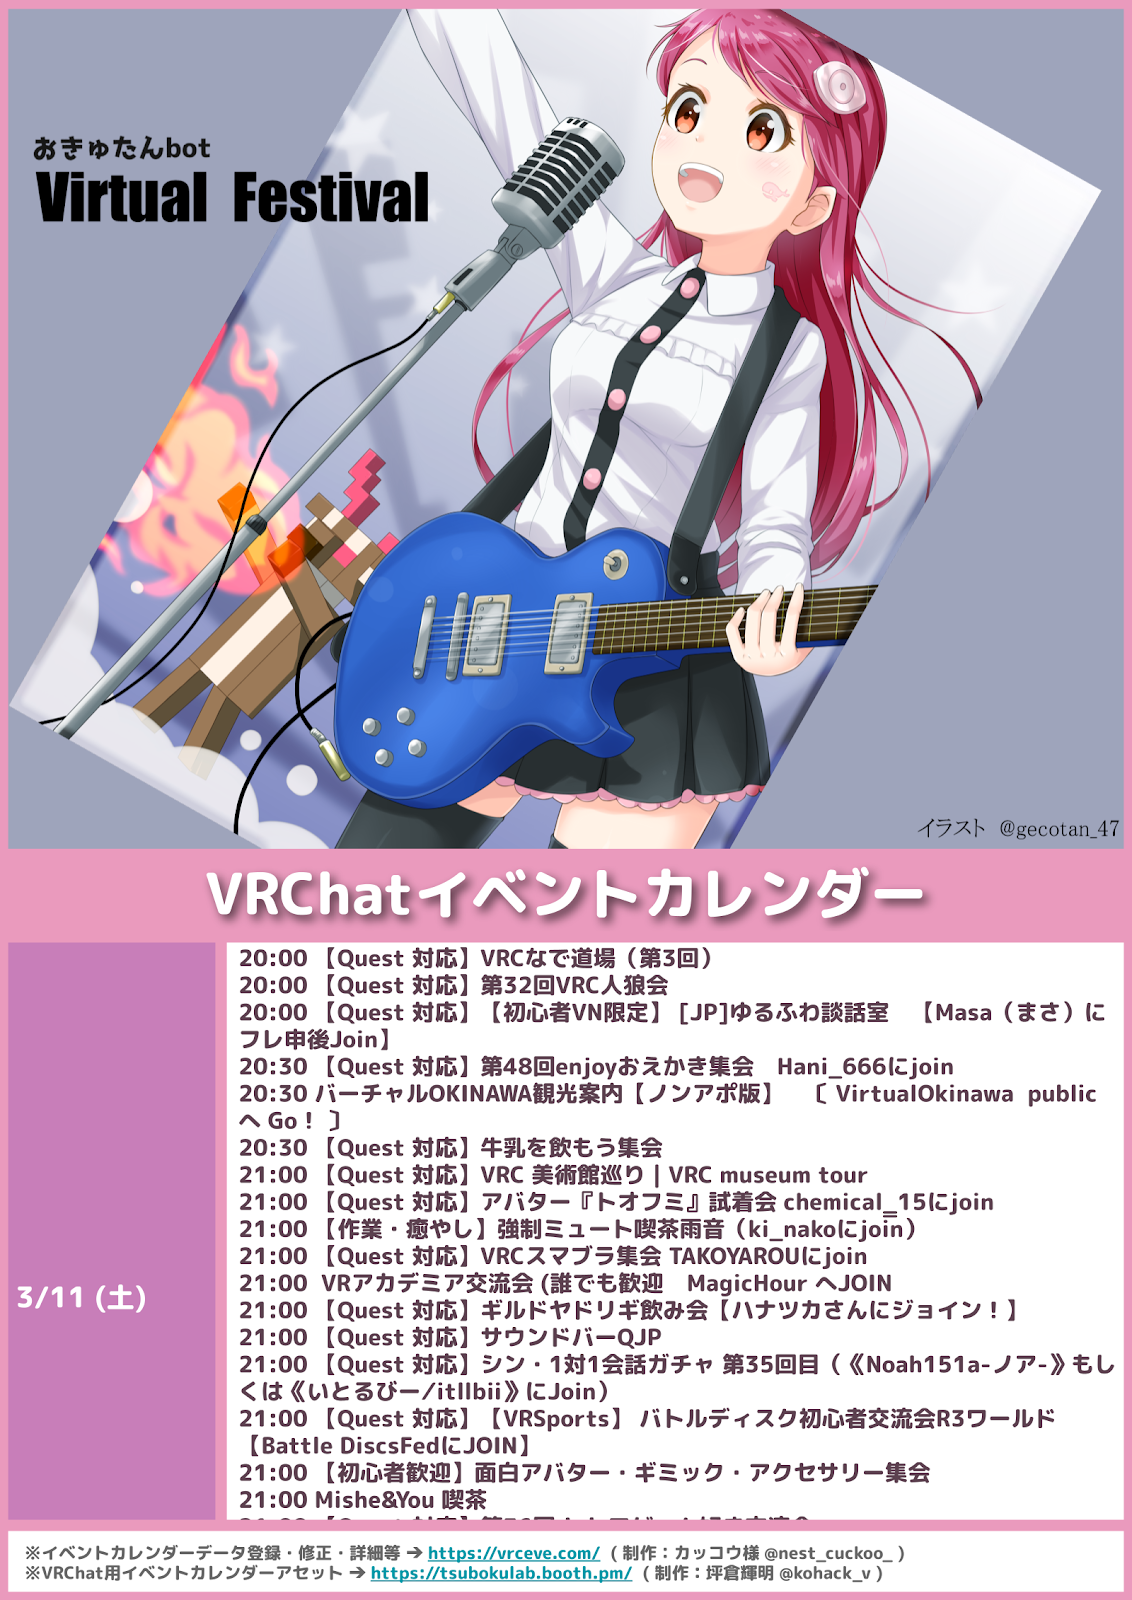 おきゅたんbot
Virtual Festival
イラスト @gecotan_47
VRChatイベントカレンダー
3/11 (土)
20:00 【Quest 対応】VRCなで道場（第3回）
20:00 【Quest 対応】第32回VRC人狼会
20:00 【Quest 対応】【初心者VN限定】 [JP]ゆるふわ談話室　【Masa（まさ）に
フレ申後Join】
20:30 【Quest 対応】第48回enjoyおえかき集会　Hani_666にjoin
20:30 バーチャルOKINAWA観光案内【ノンアポ版】　〔 VirtualOkinawa public
へ Go！ 〕
20:30 【Quest 対応】牛乳を飲もう集会
21:00 【Quest 対応】VRC 美術館巡り | VRC museum tour
21:00 【Quest 対応】アバター『トオフミ』試着会 chemical_15にjoin
21:00 【作業・癒やし】強制ミュート喫茶雨音（ki_nakoにjoin）
21:00 【Quest 対応】VRCスマブラ集会 TAKOYAROUにjoin
21:00 VRアカデミア交流会 (誰でも歓迎　MagicHour へJOIN
21:00 【Quest 対応】ギルドヤドリギ飲み会【ハナツカさんにジョイン！】
21:00 【Quest 対応】サウンドバーQJP
21:00 【Quest 対応】シン・1対1会話ガチャ 第35回目（《Noah151a-ノア-》もし
くは《いとるびー/itllbii》にJoin）
21:00 【Quest 対応】【VRSports】 バトルディスク初心者交流会R3ワールド
【Battle DiscsFedにJOIN】
21:00 【初心者歓迎】面白アバター・ギミック・アクセサリー集会
21:00 Mishe&You 喫茶
※イベントカレンダーデータ登録・修正・詳細等 ➔ https://vrceve.com/ ( 制作：カッコウ様 @nest_cuckoo_ )
※VRChat用イベントカレンダーアセット ➔ https://tsubokulab.booth.pm/ ( 制作：坪倉輝明 @kohack_v )